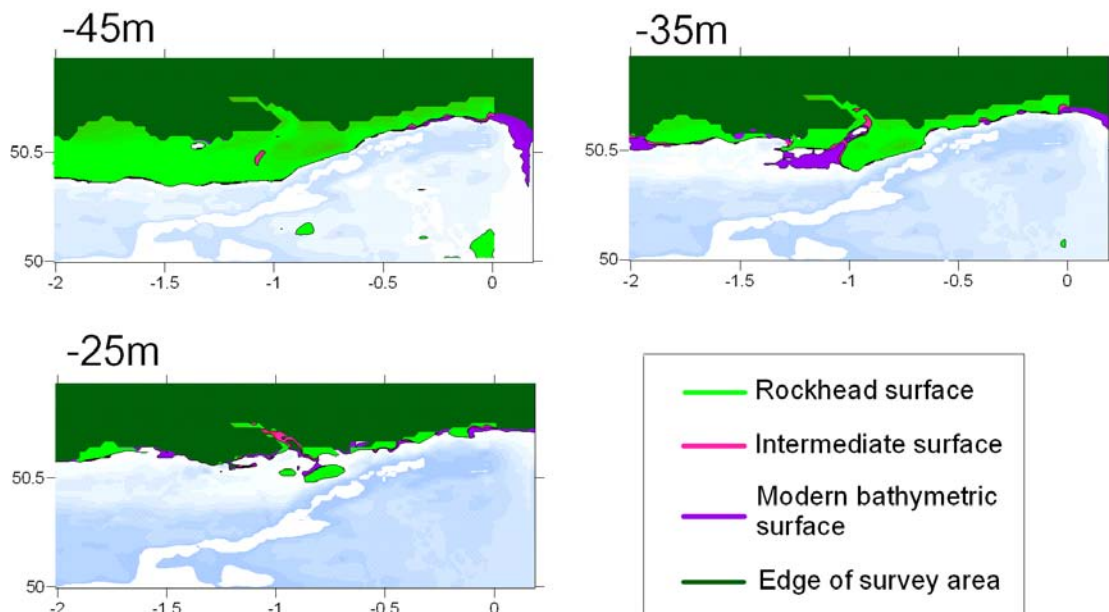 -45m
50.5
50
-2
-1.5
-1
-0.5
0
-35m
50.5
50
-2
-1.5
-1
-0.5
0
-25m
50.5
50
-2
-1.5
-1
-0.5
0
Rockhead surface
Intermediate surface
Modern bathymetric
surface
Edge of survey area